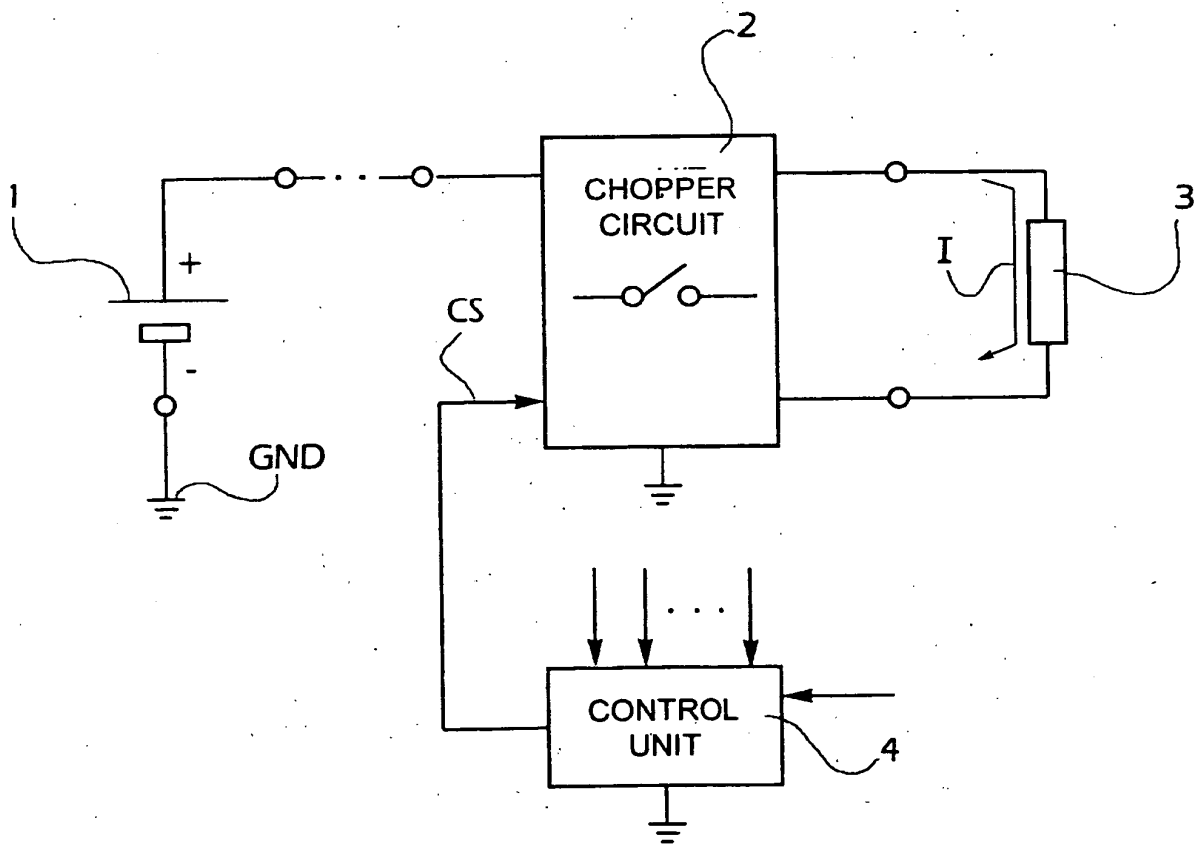 2
CHOPPER
CIRCUIT
1
3
I
+
CS
-
GND
. . .
CONTROL
UNIT
4